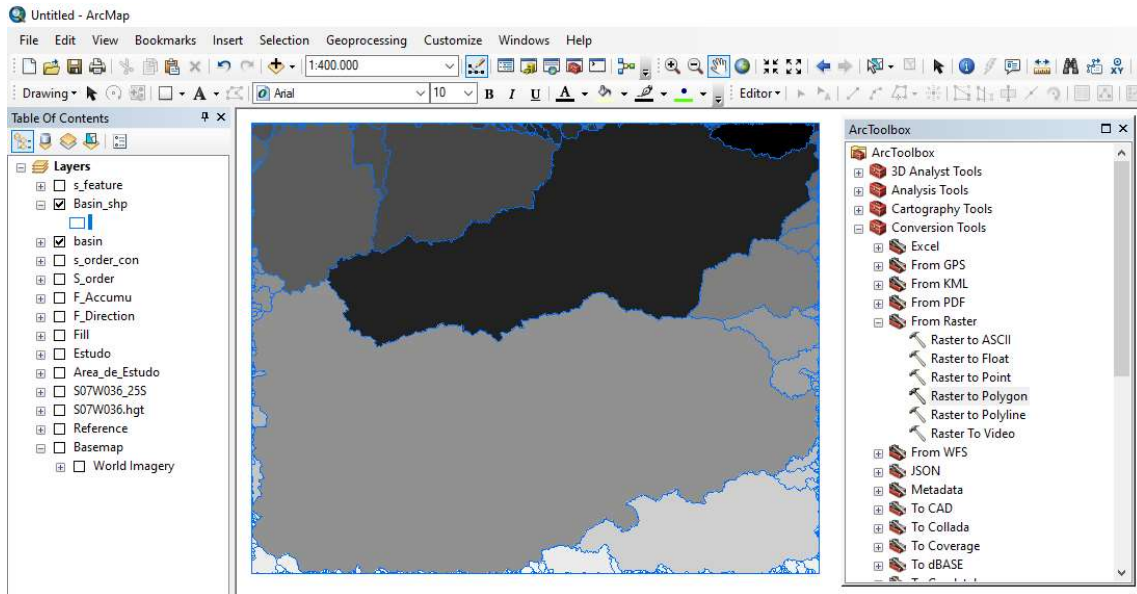 Untitled - ArcMap
File Edit View Bookmarks Insert Selection Geoprocessing Customize Windows Help
1:400.000
Drawing Arial 10 B I U A Editor
Table Of Contents
Layers
s_feature
Basin_shp
basin
s_order_con
S_order
F_Accumu
F_Direction
Fill
Estudo
Area_de_Estudo
S07W036_25S
S07W036.hgt
Reference
Basemap
World Imagery
ArcToolbox
ArcToolbox
3D Analyst Tools
Analysis Tools
Cartography Tools
Conversion Tools
Excel
From GPS
From KML
From PDF
From Raster
Raster to ASCII
Raster to Float
Raster to Point
Raster to Polygon
Raster to Polyline
Raster To Video
From WFS
JSON
Metadata
To CAD
To Collada
To Coverage
To dBASE